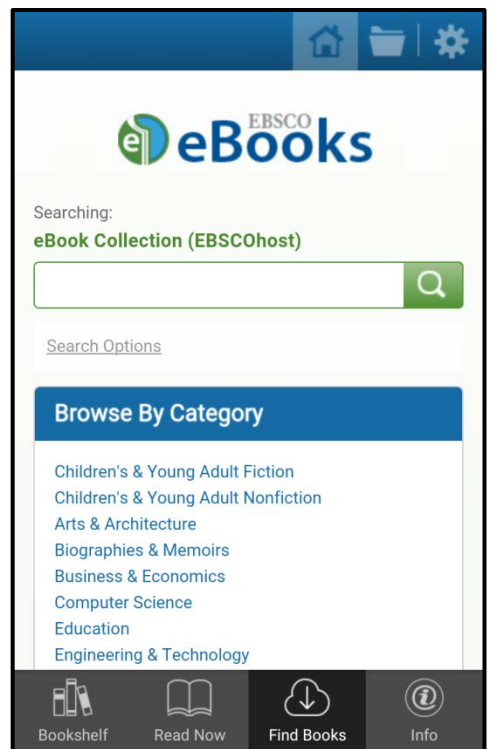 EBSCO
eBooks
Searching:
eBook Collection (EBSCOhost)
Search Options
Browse By Category
Children's & Young Adult Fiction
Children's & Young Adult Nonfiction
Arts & Architecture
Biographies & Memoirs
Business & Economics
Computer Science
Education
Engineering & Technology
Bookshelf Read Now Find Books Info